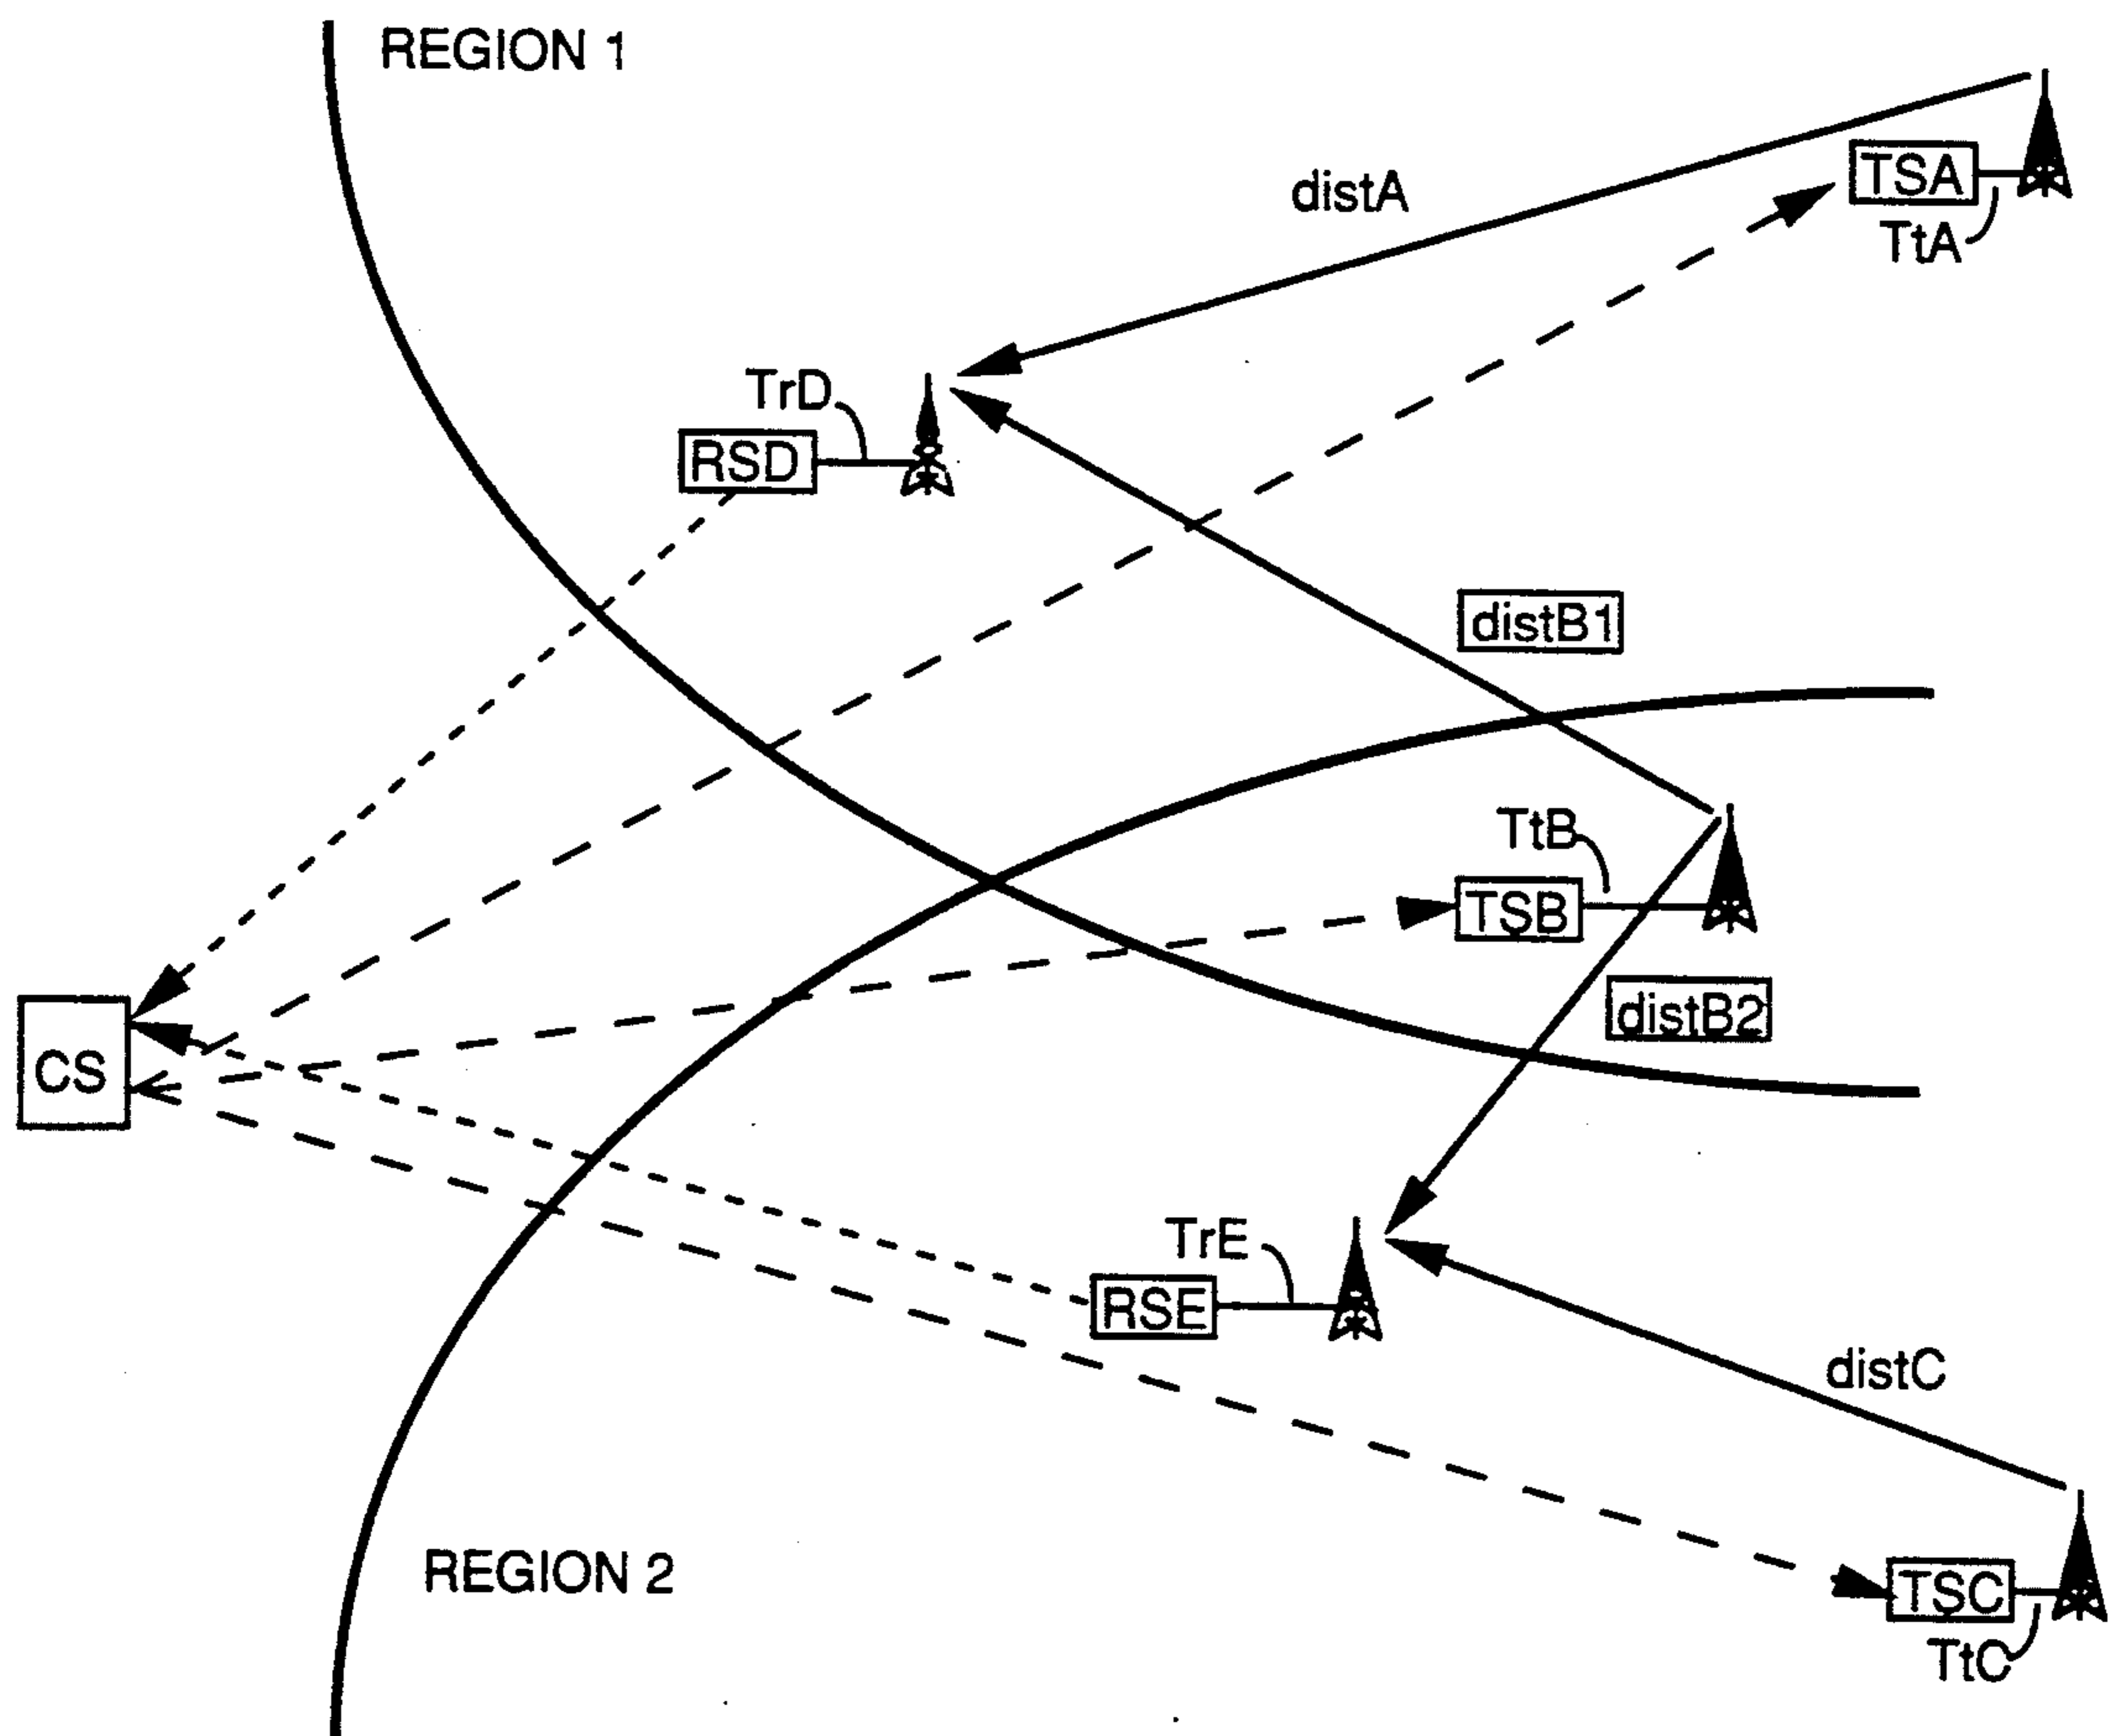 REGION 1
distA
TSA
TtA
TrD
RSD
distB1
TtB
TSB
distB2
CS
TrE
RSE
distC
REGION 2
TSC
TtC